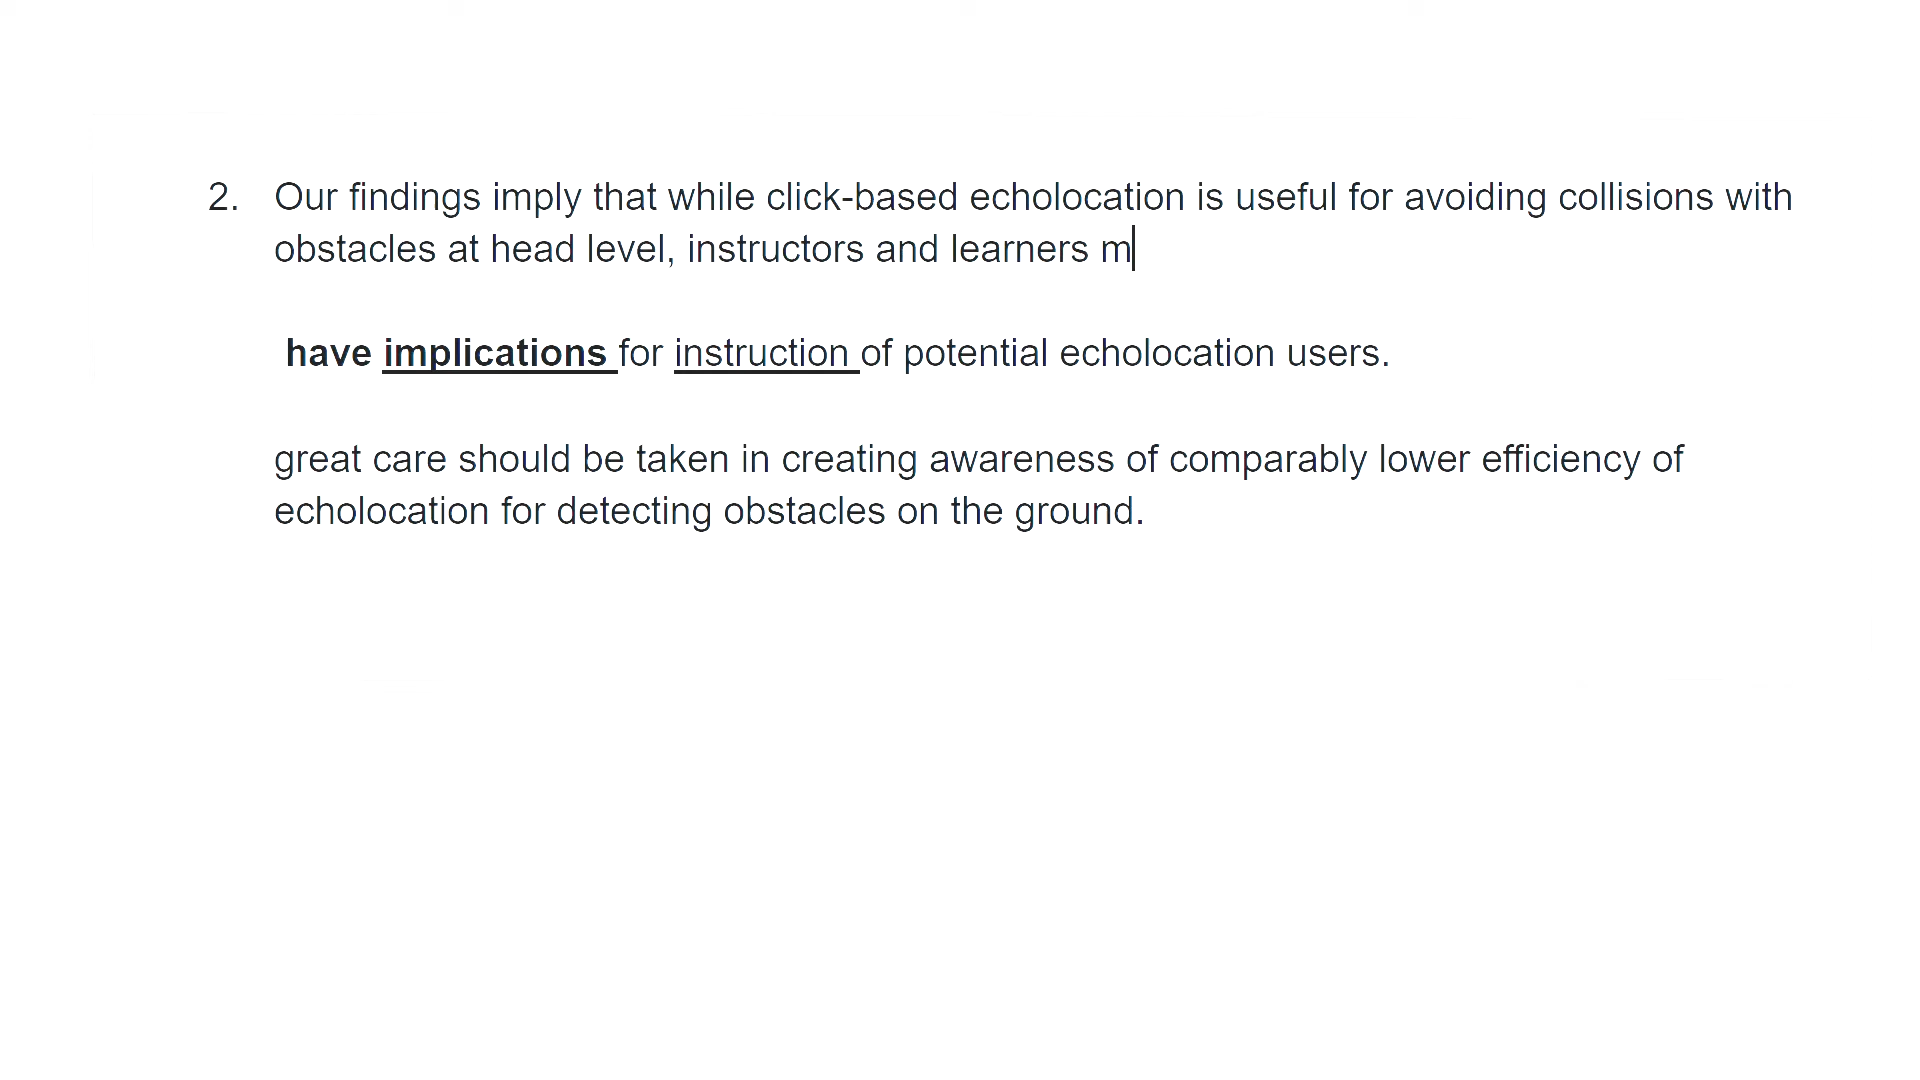 2. Our findings imply that while click-based echolocation is useful for avoiding collisions with
obstacles at head level, instructors and learners m
have implications for instruction of potential echolocation users.
great care should be taken in creating awareness of comparably lower efficiency of
echolocation for detecting obstacles on the ground.